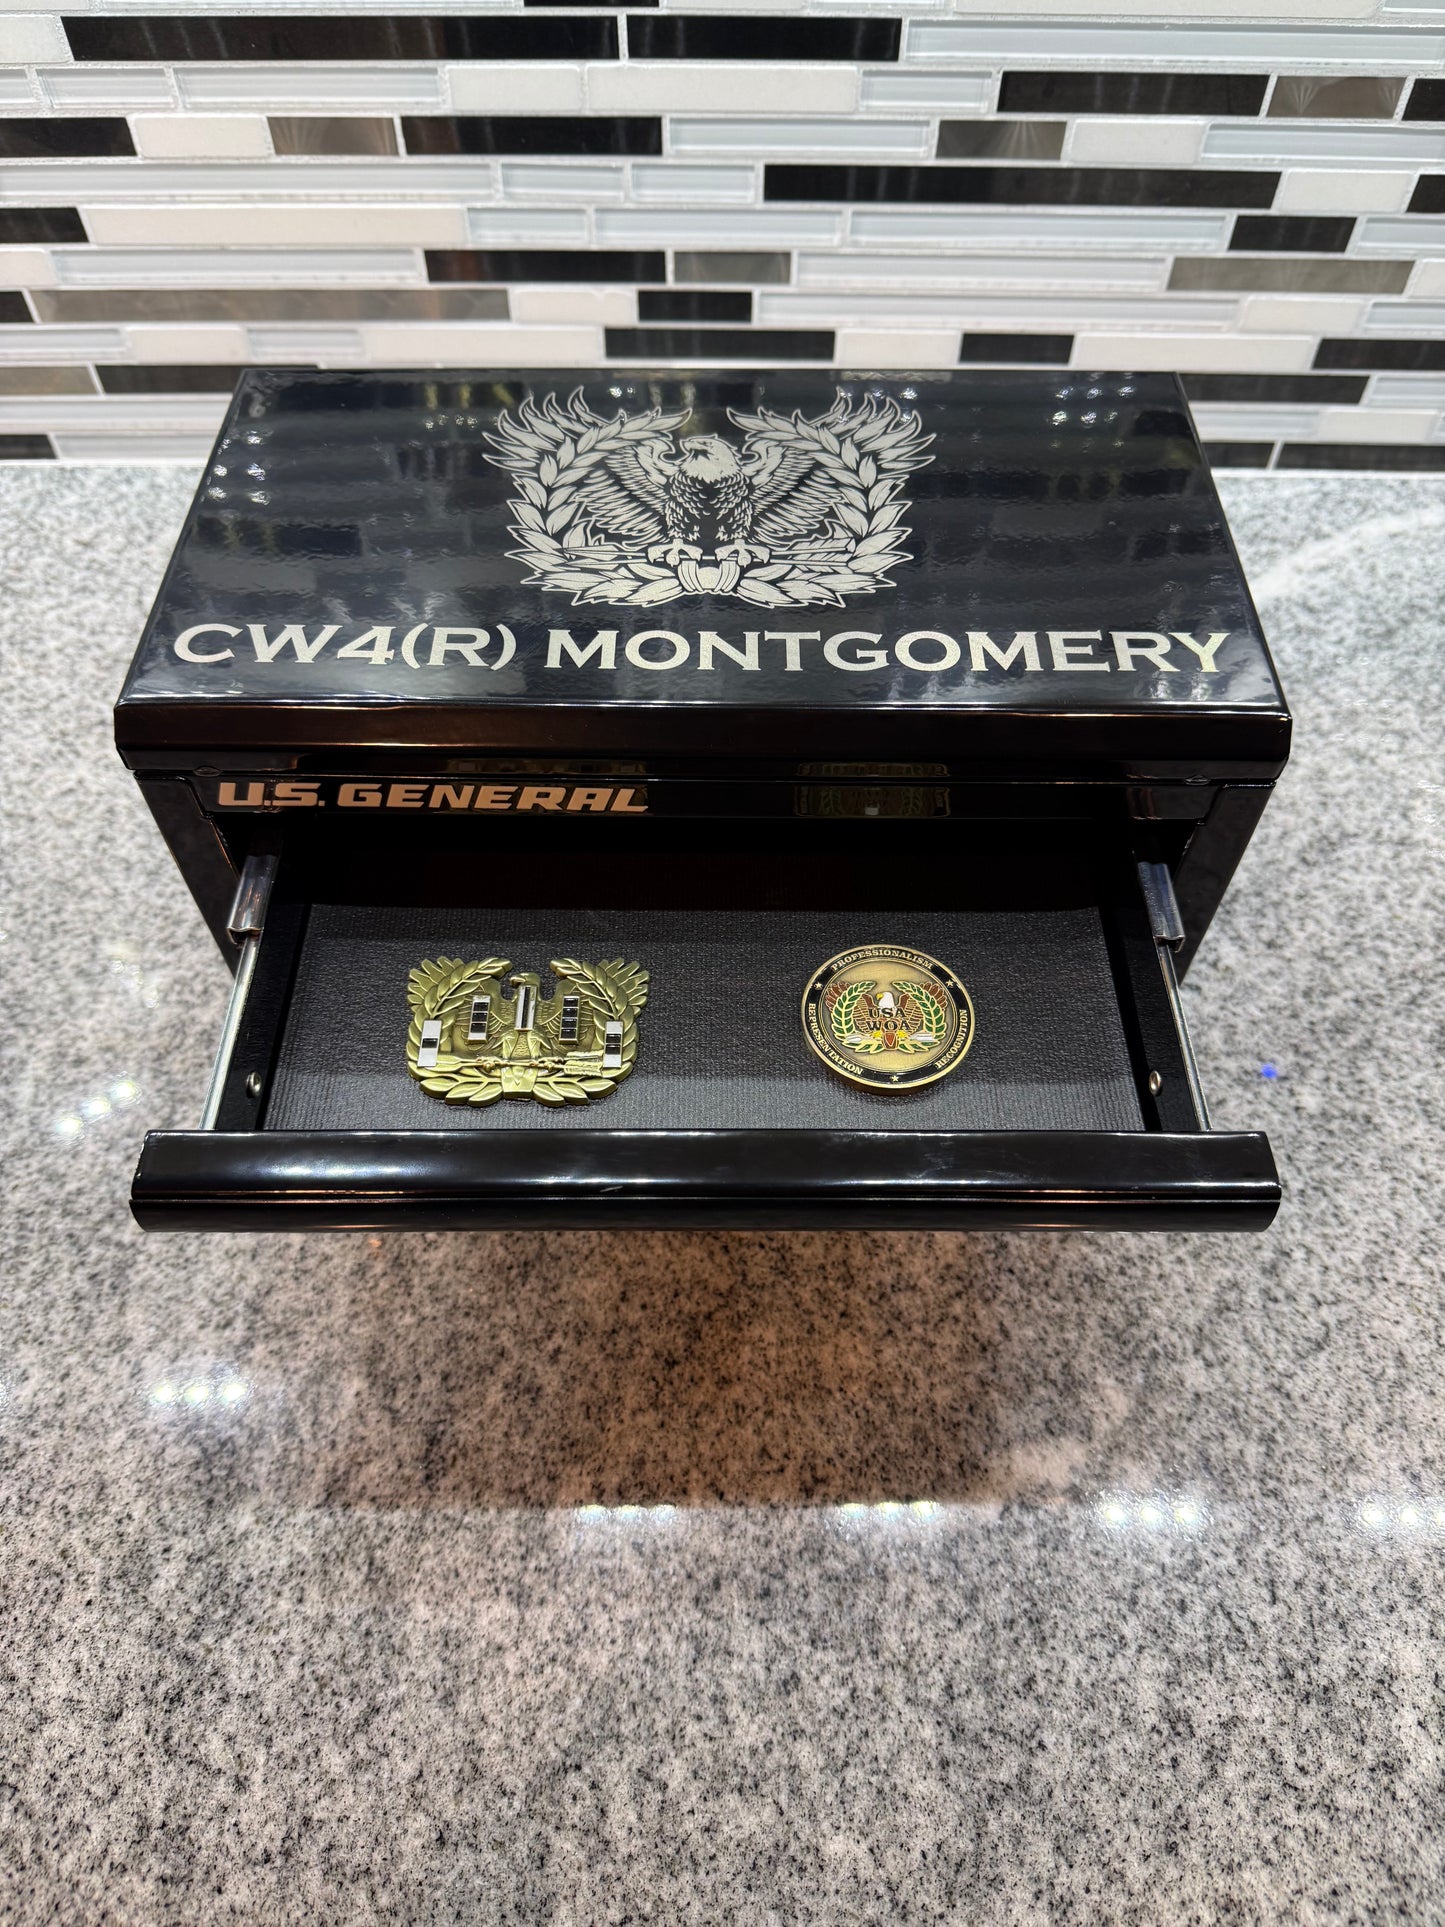 CW4(R) MONTGOMERY
U.S. GENERAL
PROFESSIONALISM
USA
WOA
REPRESENTATION
RECOGNITION